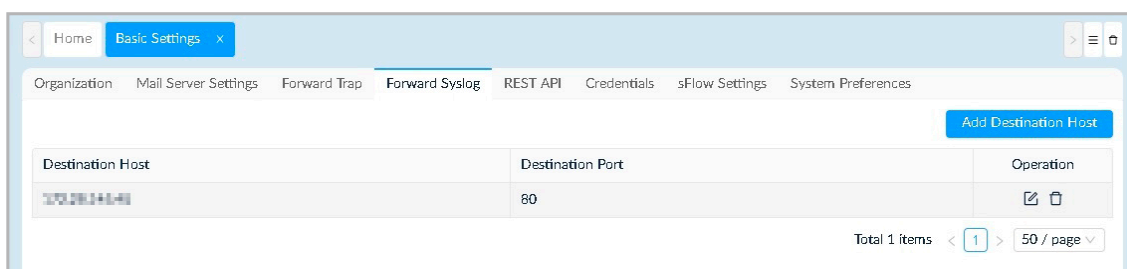 Home Basic Settings x
Organization Mail Server Settings Forward Trap Forward Syslog REST API Credentials sFlow Settings System Preferences
Add Destination Host
Destination Host Destination Port Operation
80
Total 1 items < 1 > 50 / page